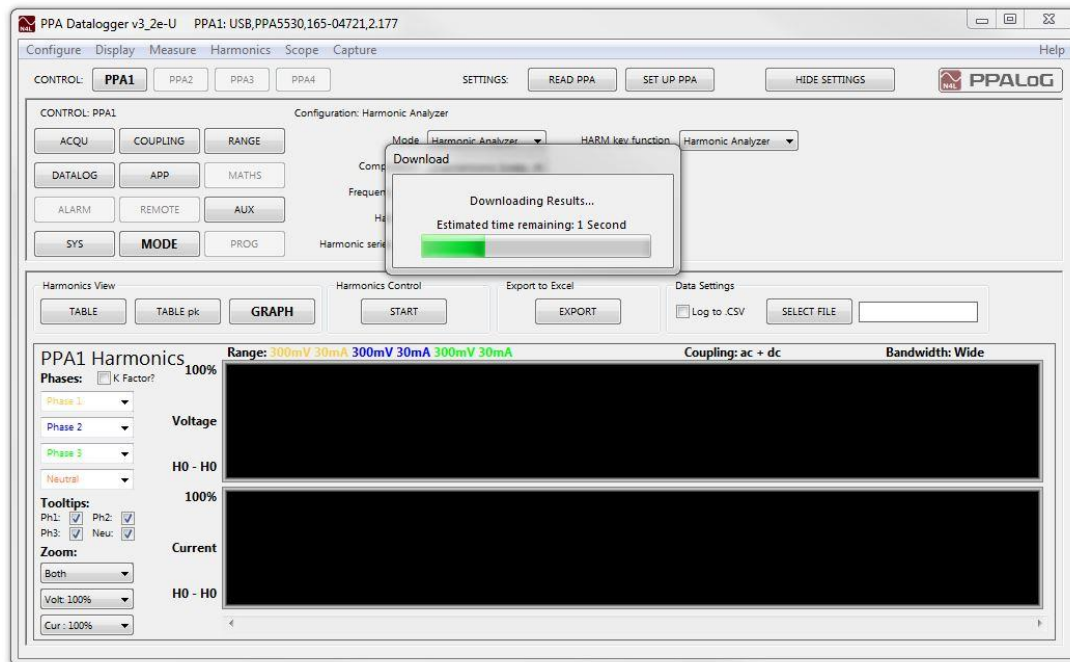 PPA Datalogger v3_2e-U PPA1: USB,PPA5530,165-04721,2.177
Configure Display Measure Harmonics Scope Capture Help
CONTROL: PPA1 PPA2 PPA3 PPA4 SETTINGS: READ PPA SET UP PPA HIDE SETTINGS N4L PPALoG
CONTROL: PPA1 Configuration: Harmonic Analyzer
ACQU COUPLING RANGE Mode Harmonic Analyzer HARM key function Harmonic Analyzer
Download
DATALOG APP MATHS
Downloading Results...
ALARM REMOTE AUX
Estimated time remaining: 1 Second
SYS MODE PROG Harmonic
Harmonics View Harmonics Control Export to Excel Data Settings
TABLE TABLE pk GRAPH START EXPORT Log to .CSV SELECT FILE
PPA1 Harmonics Range: 300mV 30mA 300mV 30mA 300mV 30mA Coupling: ac + dc Bandwidth: Wide
Phases: K Factor? 100%
Phase 1
Phase 2 Voltage
Phase 3
H0 - H0
Neutral
Tooltips: 100%
Ph1: Ph2:
Ph3: Neu:
Zoom: Current
Both
Volt: 100% H0 - H0
Cur : 100%